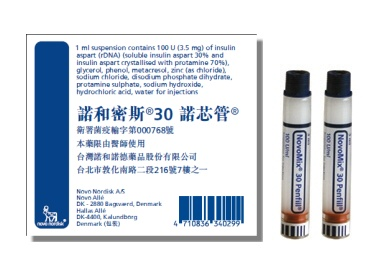 1 ml suspension contains 100 U (3.5 mg) of insulin
aspart (rDNA) (soluble insulin aspart 30% and
insulin aspart crystallised with protamine 70%),
glycerol, phenol, metacresol, zinc (as chloride),
sodium chloride, disodium phosphate dihydrate,
protamine sulphate, sodium hydroxide,
hydrochloric acid, water for injections
諾和密斯®30 諾芯管®
衛署菌疫輸字第000768號
本藥限由醫師使用
台灣諾和諾德藥品股份有限公司
台北市敦化南路二段216號7樓之一
Novo Nordisk A/S
Novo Allé
DK - 2880 Bagsværd, Denmark
Hallas Allé
DK-4400, Kalundborg
Denmark (包裝)
novo nordisk
4 710836 340299
NovoMix® 30 Penfill®
100 U/ml
NovoMix® 30 Penfill®
100 U/ml